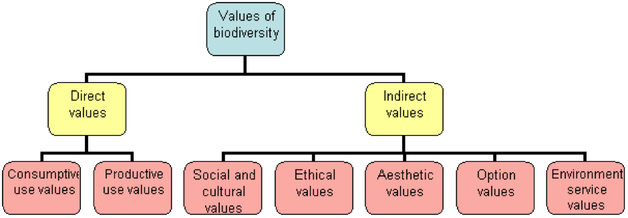 Values of
biodiversity
Direct
values
Indirect
values
Consumptive
use values
Productive
use values
Social and
cultural
values
Ethical
values
Aesthetic
values
Option
values
Environment
service
values